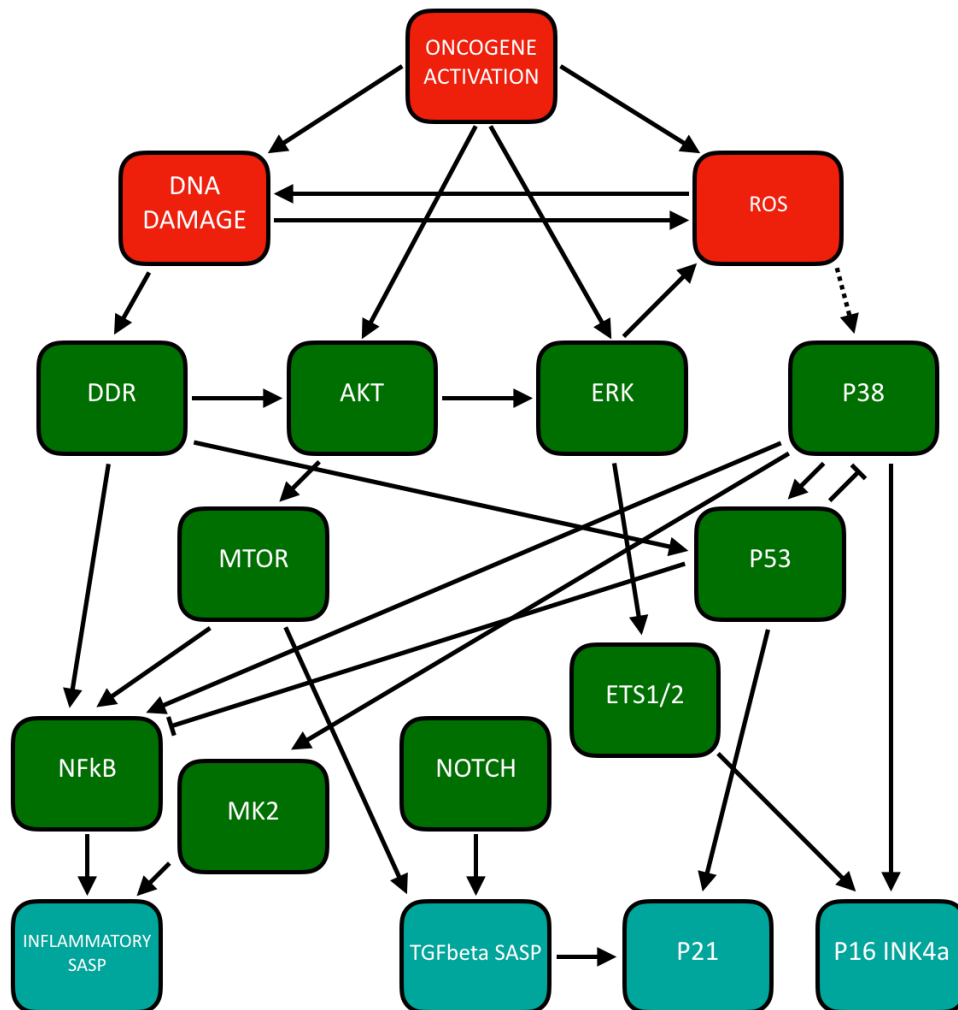 ONCOGENE
ACTIVATION
DNA
DAMAGE
ROS
DDR
AKT
ERK
P38
MTOR
P53
ETS1/2
NFkB
NOTCH
MK2
INFLAMMATORY
SASP
TGFbeta SASP
P21
P16 INK4a